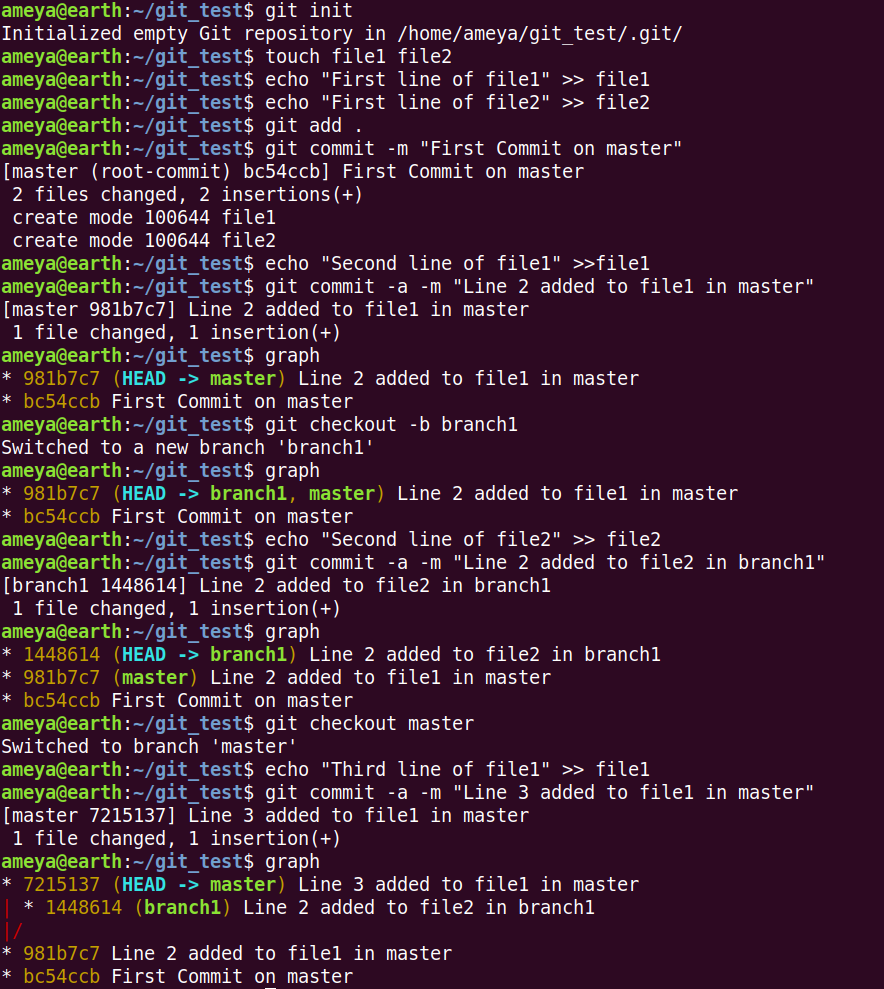 ameya@earth:~/git_test$ git init
Initialized empty Git repository in /home/ameya/git_test/.git/
ameya@earth:~/git_test$ touch file1 file2
ameya@earth:~/git_test$ echo "First line of file1" >> file1
ameya@earth:~/git_test$ echo "First line of file2" >> file2
ameya@earth:~/git_test$ git add .
ameya@earth:~/git_test$ git commit -m "First Commit on master"
[master (root-commit) bc54ccb] First Commit on master
 2 files changed, 2 insertions(+)
 create mode 100644 file1
 create mode 100644 file2
ameya@earth:~/git_test$ echo "Second line of file1" >>file1
ameya@earth:~/git_test$ git commit -a -m "Line 2 added to file1 in master"
[master 981b7c7] Line 2 added to file1 in master
 1 file changed, 1 insertion(+)
ameya@earth:~/git_test$ graph
* 981b7c7 (HEAD -> master) Line 2 added to file1 in master
* bc54ccb First Commit on master
ameya@earth:~/git_test$ git checkout -b branch1
Switched to a new branch 'branch1'
ameya@earth:~/git_test$ graph
* 981b7c7 (HEAD -> branch1, master) Line 2 added to file1 in master
* bc54ccb First Commit on master
ameya@earth:~/git_test$ echo "Second line of file2" >> file2
ameya@earth:~/git_test$ git commit -a -m "Line 2 added to file2 in branch1"
[branch1 1448614] Line 2 added to file2 in branch1
 1 file changed, 1 insertion(+)
ameya@earth:~/git_test$ graph
* 1448614 (HEAD -> branch1) Line 2 added to file2 in branch1
* 981b7c7 (master) Line 2 added to file1 in master
* bc54ccb First Commit on master
ameya@earth:~/git_test$ git checkout master
Switched to branch 'master'
ameya@earth:~/git_test$ echo "Third line of file1" >> file1
ameya@earth:~/git_test$ git commit -a -m "Line 3 added to file1 in master"
[master 7215137] Line 3 added to file1 in master
 1 file changed, 1 insertion(+)
ameya@earth:~/git_test$ graph
* 7215137 (HEAD -> master) Line 3 added to file1 in master
| * 1448614 (branch1) Line 2 added to file2 in branch1
|/
* 981b7c7 Line 2 added to file1 in master
* bc54ccb First Commit on master